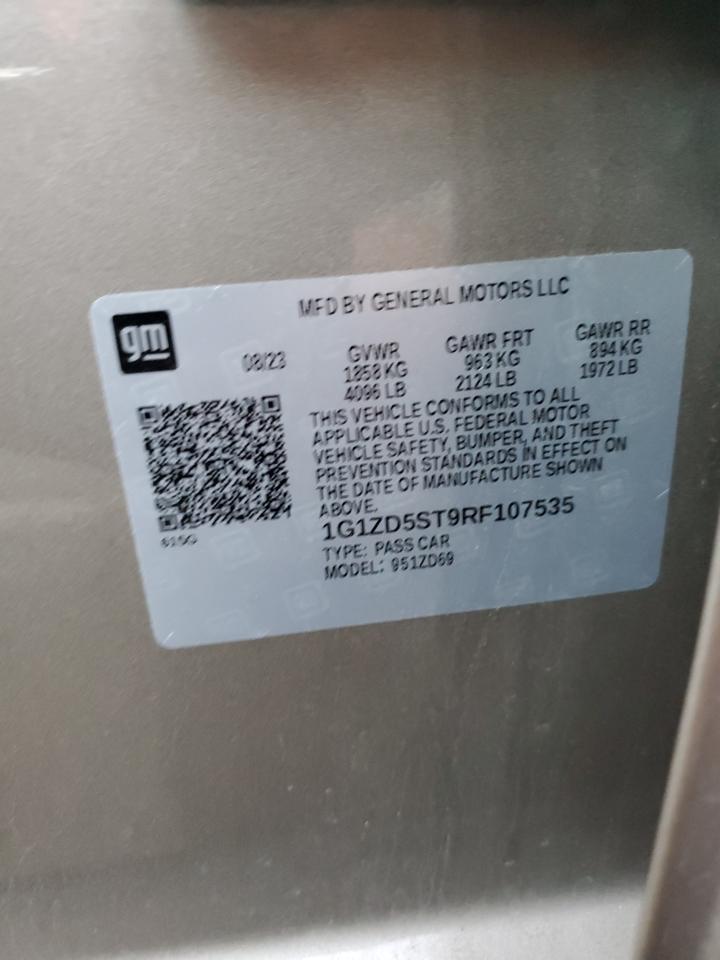 MFD BY GENERAL MOTORS LLC
gm
08/23
GVWR
1858 KG
4096 LB
GAWR FRT
963 KG
2124 LB
GAWR RR
894 KG
1972 LB
THIS VEHICLE CONFORMS TO ALL
APPLICABLE U.S. FEDERAL MOTOR
VEHICLE SAFETY, BUMPER, AND THEFT
PREVENTION STANDARDS IN EFFECT ON
THE DATE OF MANUFACTURE SHOWN
ABOVE.
1G1ZD5ST9RF107535
TYPE: PASS CAR
MODEL: 951ZD69